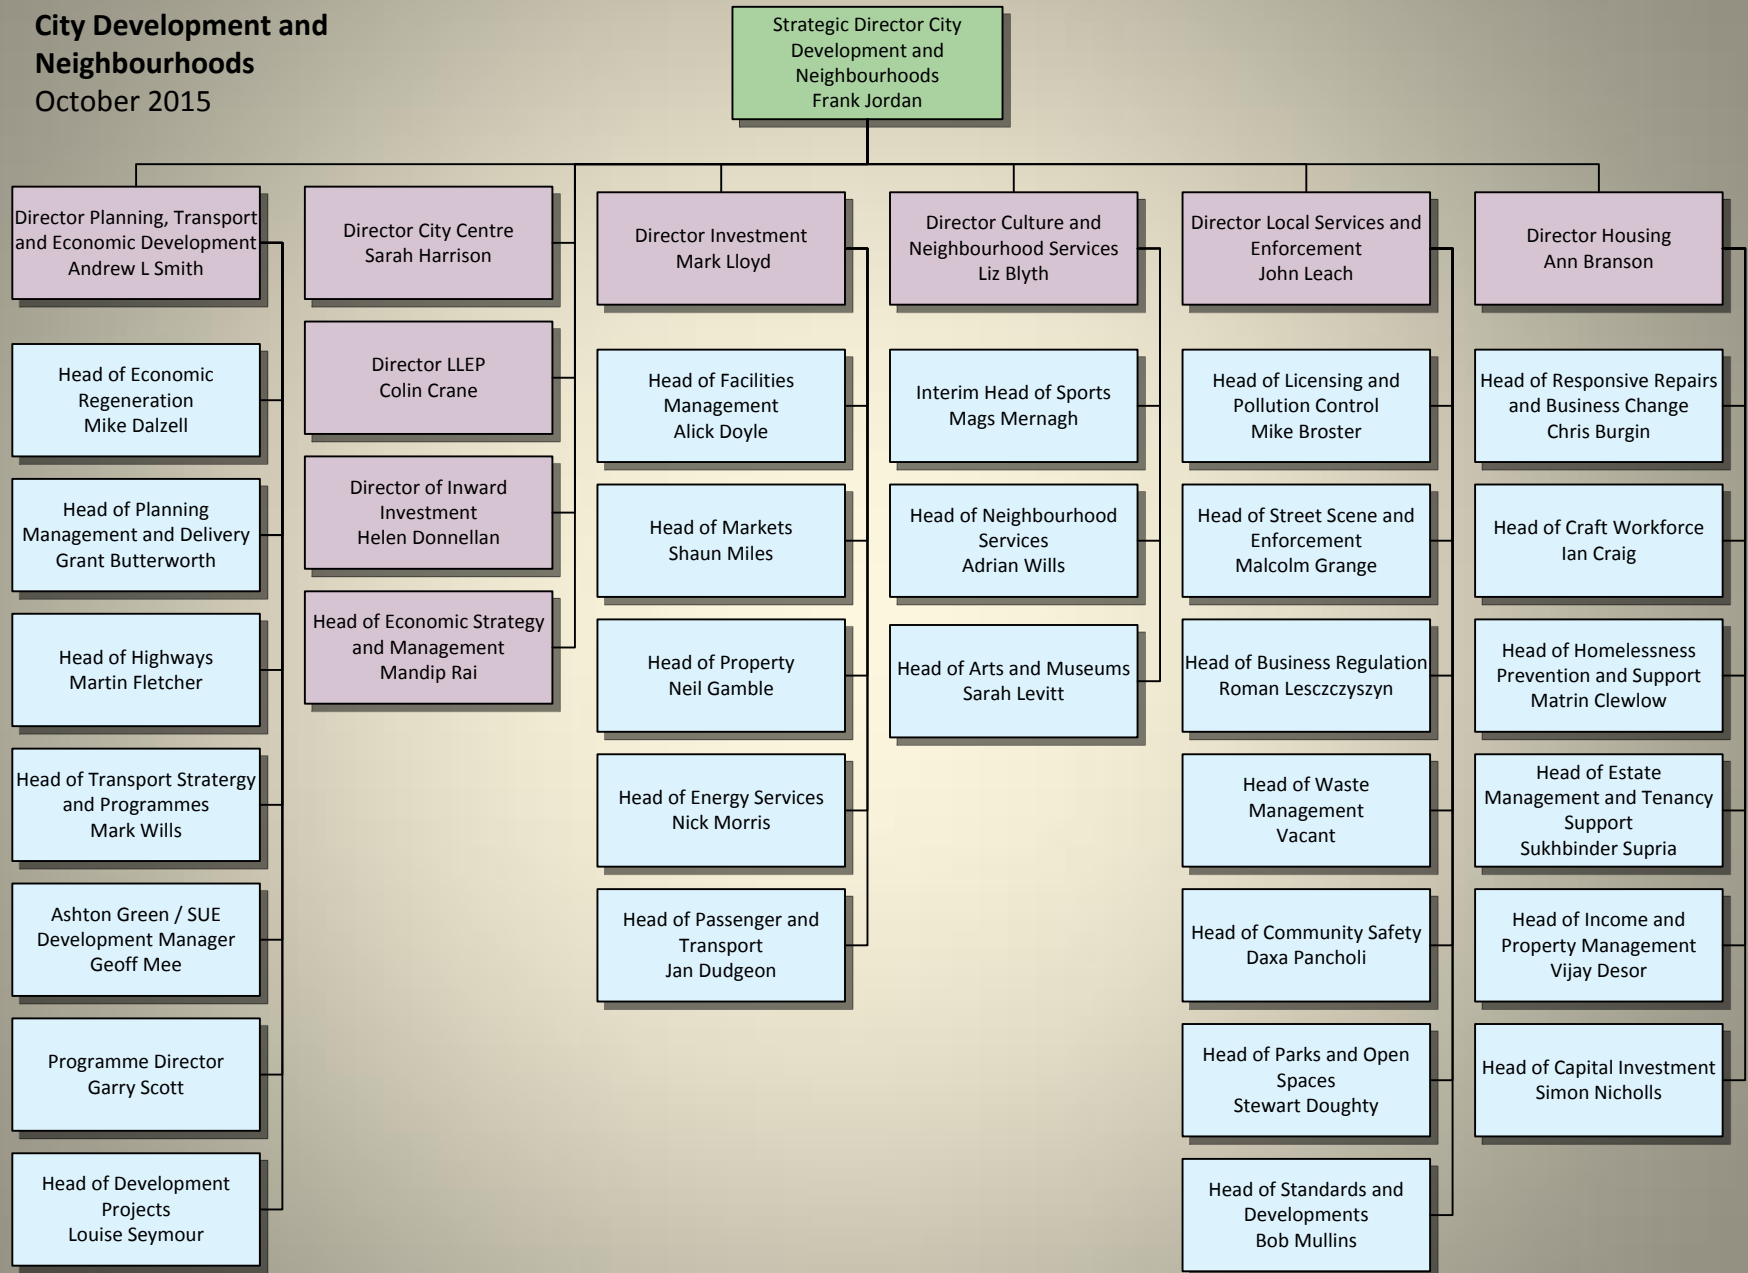 City Development and
Neighbourhoods
October 2015
Strategic Director City
Development and
Neighbourhoods
Frank Jordan
Director Planning, Transport
and Economic Development
Andrew L Smith
Head of Economic
Regeneration
Mike Dalzell
Head of Planning
Management and Delivery
Grant Butterworth
Head of Highways
Martin Fletcher
Head of Transport Stratergy
and Programmes
Mark Wills
Ashton Green / SUE
Development Manager
Geoff Mee
Programme Director
Garry Scott
Head of Development
Projects
Louise Seymour
Director City Centre
Sarah Harrison
Director LLEP
Colin Crane
Director of Inward
Investment
Helen Donnellan
Head of Economic Strategy
and Management
Mandip Rai
Director Investment
Mark Lloyd
Head of Facilities
Management
Alick Doyle
Head of Markets
Shaun Miles
Head of Property
Neil Gamble
Head of Energy Services
Nick Morris
Head of Passenger and
Transport
Jan Dudgeon
Director Culture and
Neighbourhood Services
Liz Blyth
Interim Head of Sports
Mags Mernagh
Head of Neighbourhood
Services
Adrian Wills
Head of Arts and Museums
Sarah Levitt
Director Local Services and
Enforcement
John Leach
Head of Licensing and
Pollution Control
Mike Broster
Head of Street Scene and
Enforcement
Malcolm Grange
Head of Business Regulation
Roman Lesczczyszyn
Head of Waste
Management
Vacant
Head of Community Safety
Daxa Pancholi
Head of Parks and Open
Spaces
Stewart Doughty
Head of Standards and
Developments
Bob Mullins
Director Housing
Ann Branson
Head of Responsive Repairs
and Business Change
Chris Burgin
Head of Craft Workforce
Ian Craig
Head of Homelessness
Prevention and Support
Matrin Clewlow
Head of Estate
Management and Tenancy
Support
Sukhbinder Supria
Head of Income and
Property Management
Vijay Desor
Head of Capital Investment
Simon Nicholls